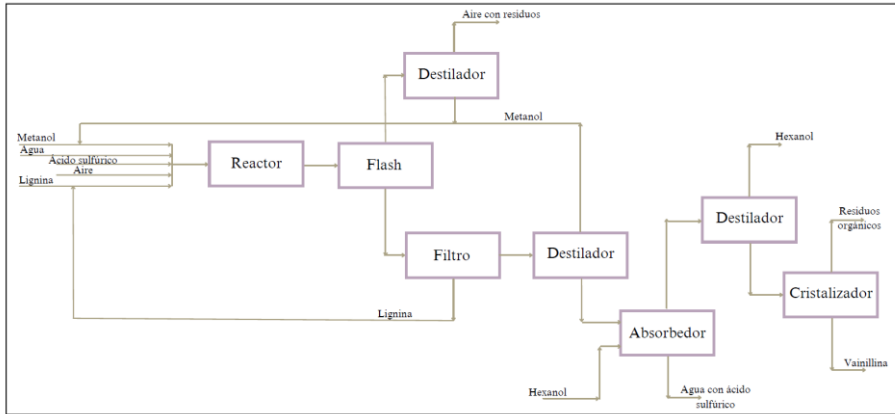 Aire con residuos
Destilador
Metanol
Metanol
Agua
Ácido sulfúrico
Aire
Lignina
Reactor
Flash
Hexanol
Destilador
Residuos
orgánicos
Filtro
Destilador
Cristalizador
Lignina
Absorbedor
Hexanol
Agua con ácido
sulfúrico
Vainillina